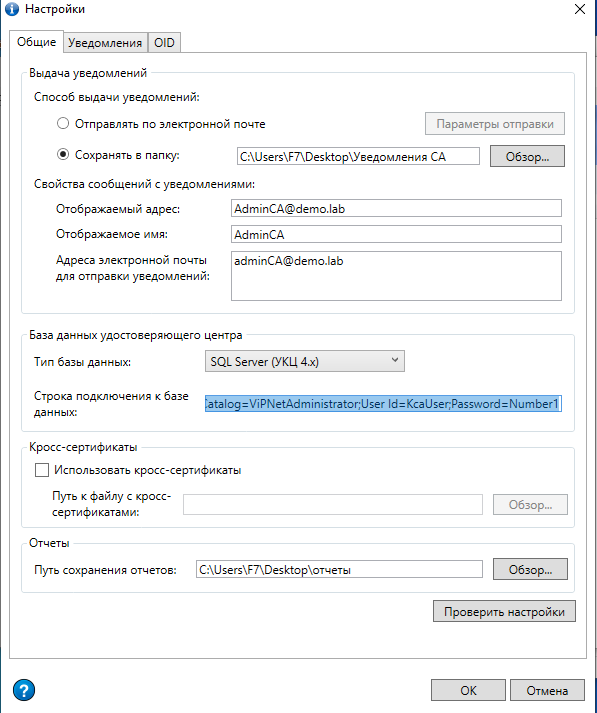 Настройки
Общие
Уведомления
OID
Выдача уведомлений
Способ выдачи уведомлений:
Отправлять по электронной почте
Параметры отправки
Сохранять в папку:
C:\Users\F7\Desktop\Уведомления CA
Обзор...
Свойства сообщений с уведомлениями:
Отображаемый адрес:
AdminCA@demo.lab
Отображаемое имя:
AdminCA
Адреса электронной почты
для отправки уведомлений:
adminCA@demo.lab
База данных удостоверяющего центра
Тип базы данных:
SQL Server (УКЦ 4.x)
Строка подключения к базе
данных:
Catalog=ViPNetAdministrator;User Id=KcaUser;Password=Number1
Кросс-сертификаты
Использовать кросс-сертификаты
Путь к файлу с кросс-
сертификатами:
Обзор...
Отчеты
Путь сохранения отчетов:
C:\Users\F7\Desktop\отчеты
Обзор...
Проверить настройки
?
OK
Отмена